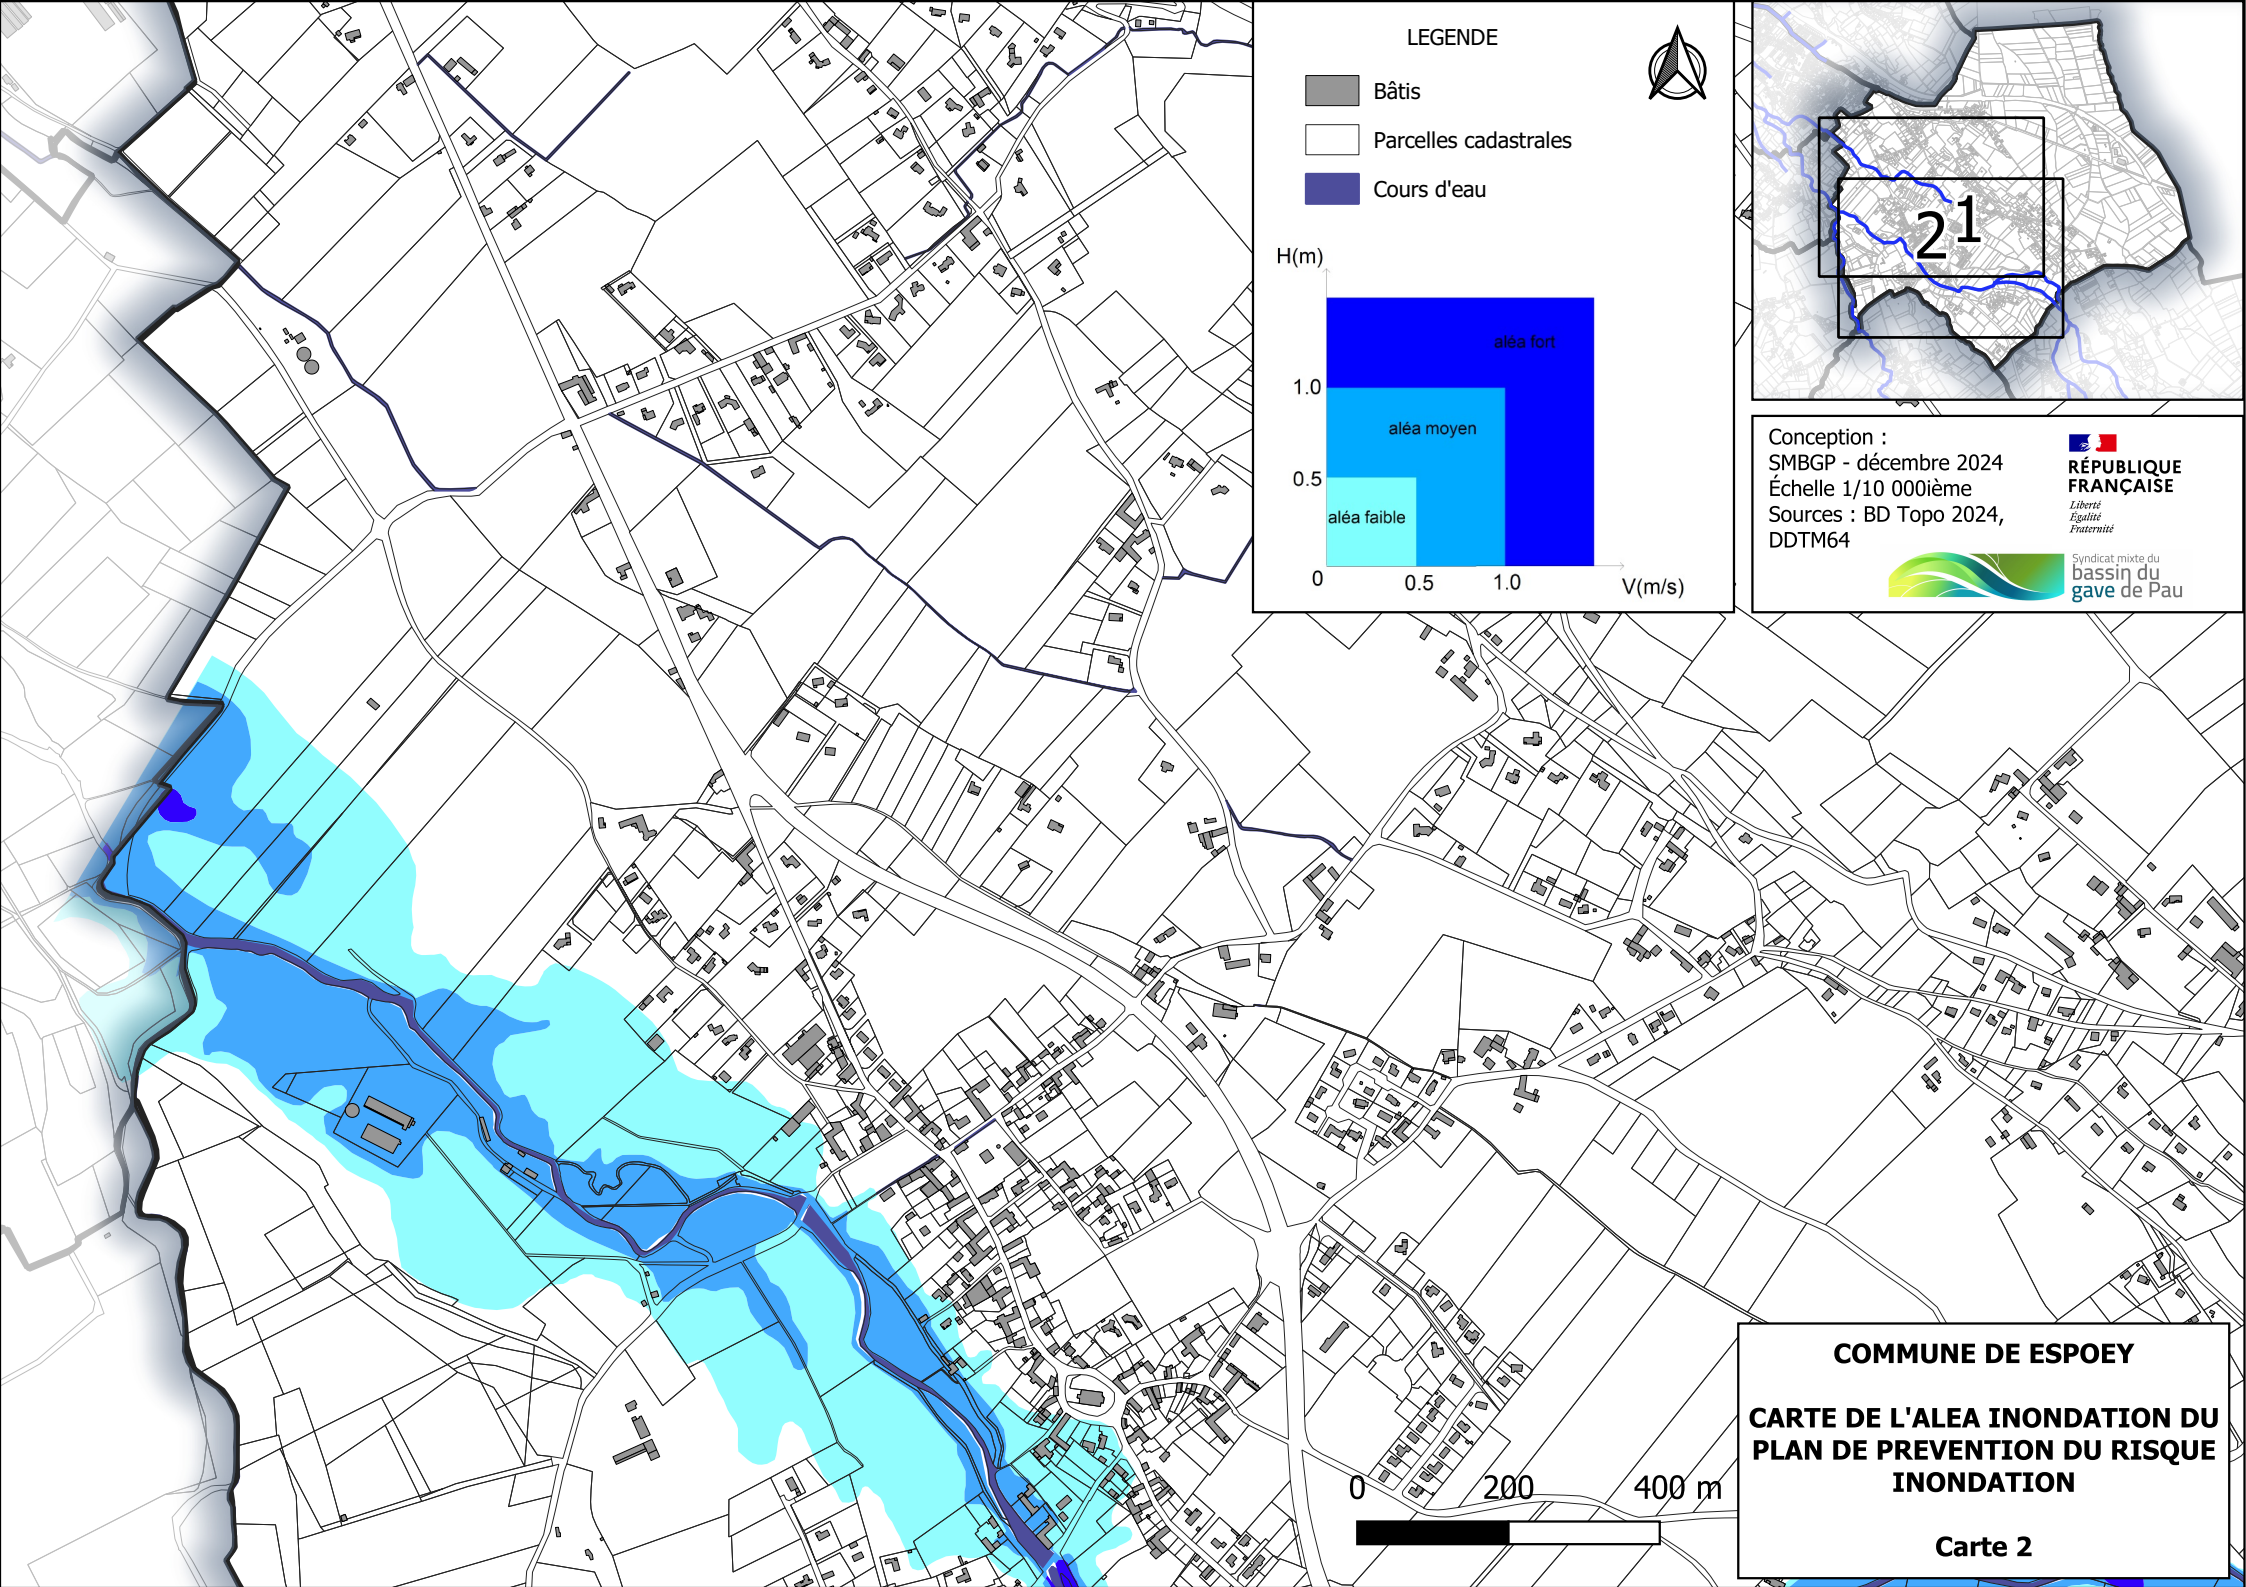 LEGENDE
Bâtis
Parcelles cadastrales
Cours d'eau
H(m)
aléa fort
1.0
aléa moyen
0.5
aléa faible
0
0.5
1.0
V(m/s)
2
1
Conception :
SMBGP - décembre 2024
Échelle 1/10 000ième
Sources : BD Topo 2024,
DDTM64
RÉPUBLIQUE
FRANÇAISE
Liberté
Égalité
Fraternité
Syndicat mixte du
bassin du
gave de Pau
0
200
400 m
COMMUNE DE ESPOEY
CARTE DE L'ALEA INONDATION DU
PLAN DE PREVENTION DU RISQUE
INONDATION
Carte 2